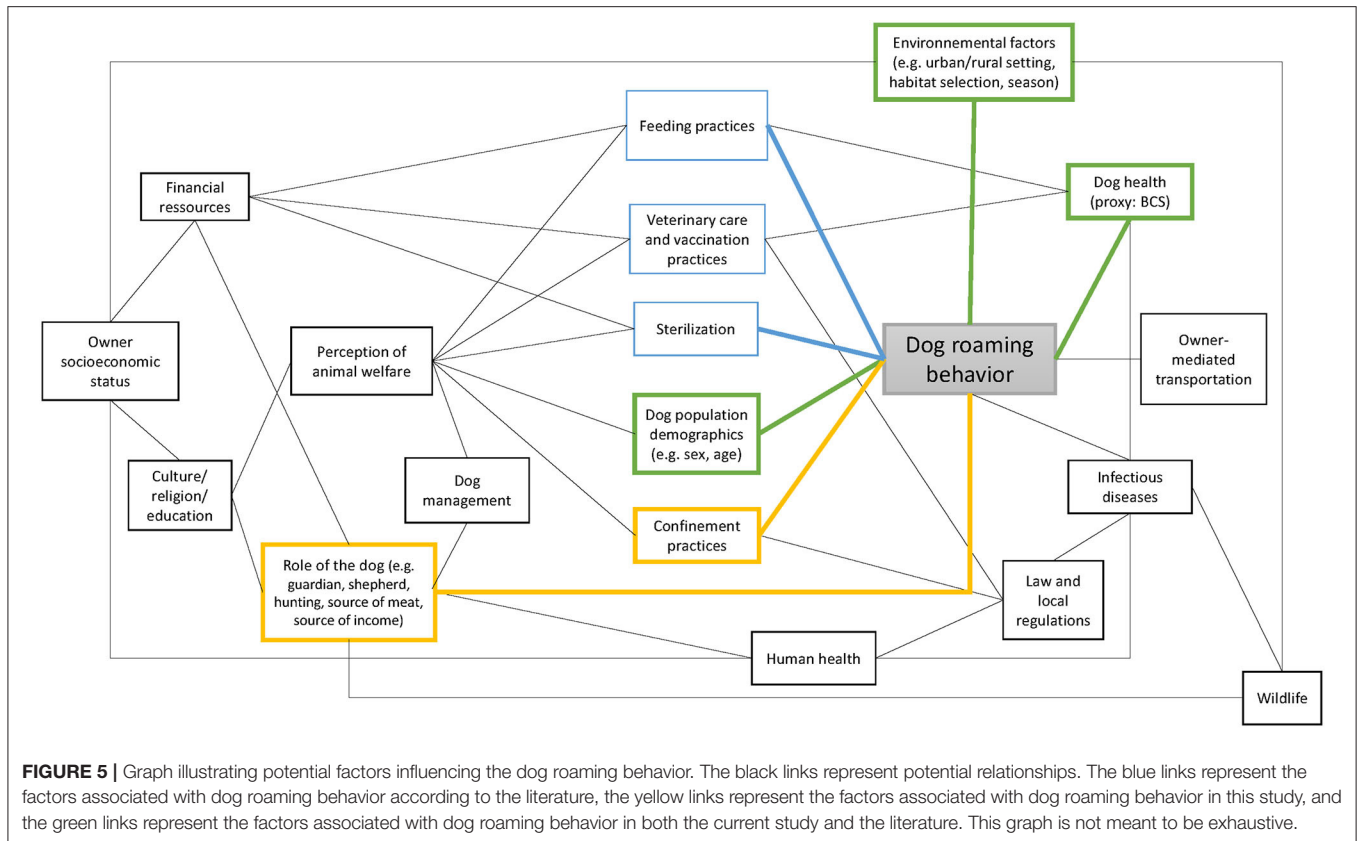 Environnemental factors
(e.g. urban/rural setting,
habitat selection, season)
Feeding practices
Financial
ressources
Dog health
(proxy: BCS)
Veterinary care
and vaccination
practices
Sterilization
Owner
socioeconomic
status
Perception of
animal welfare
Dog roaming
behavior
Owner-
mediated
transportation
Dog population
demographics
(e.g. sex, age)
Culture/
religion/
education
Dog
management
Infectious
diseases
Confinement
practices
Role of the dog (e.g.
guardian, shepherd,
hunting, source of meat,
source of income)
Law and
local
regulations
Human health
Wildlife
FIGURE 5 | Graph illustrating potential factors influencing the dog roaming behavior. The black links represent potential relationships. The blue links represent the
factors associated with dog roaming behavior according to the literature, the yellow links represent the factors associated with dog roaming behavior in this study, and
the green links represent the factors associated with dog roaming behavior in both the current study and the literature. This graph is not meant to be exhaustive.